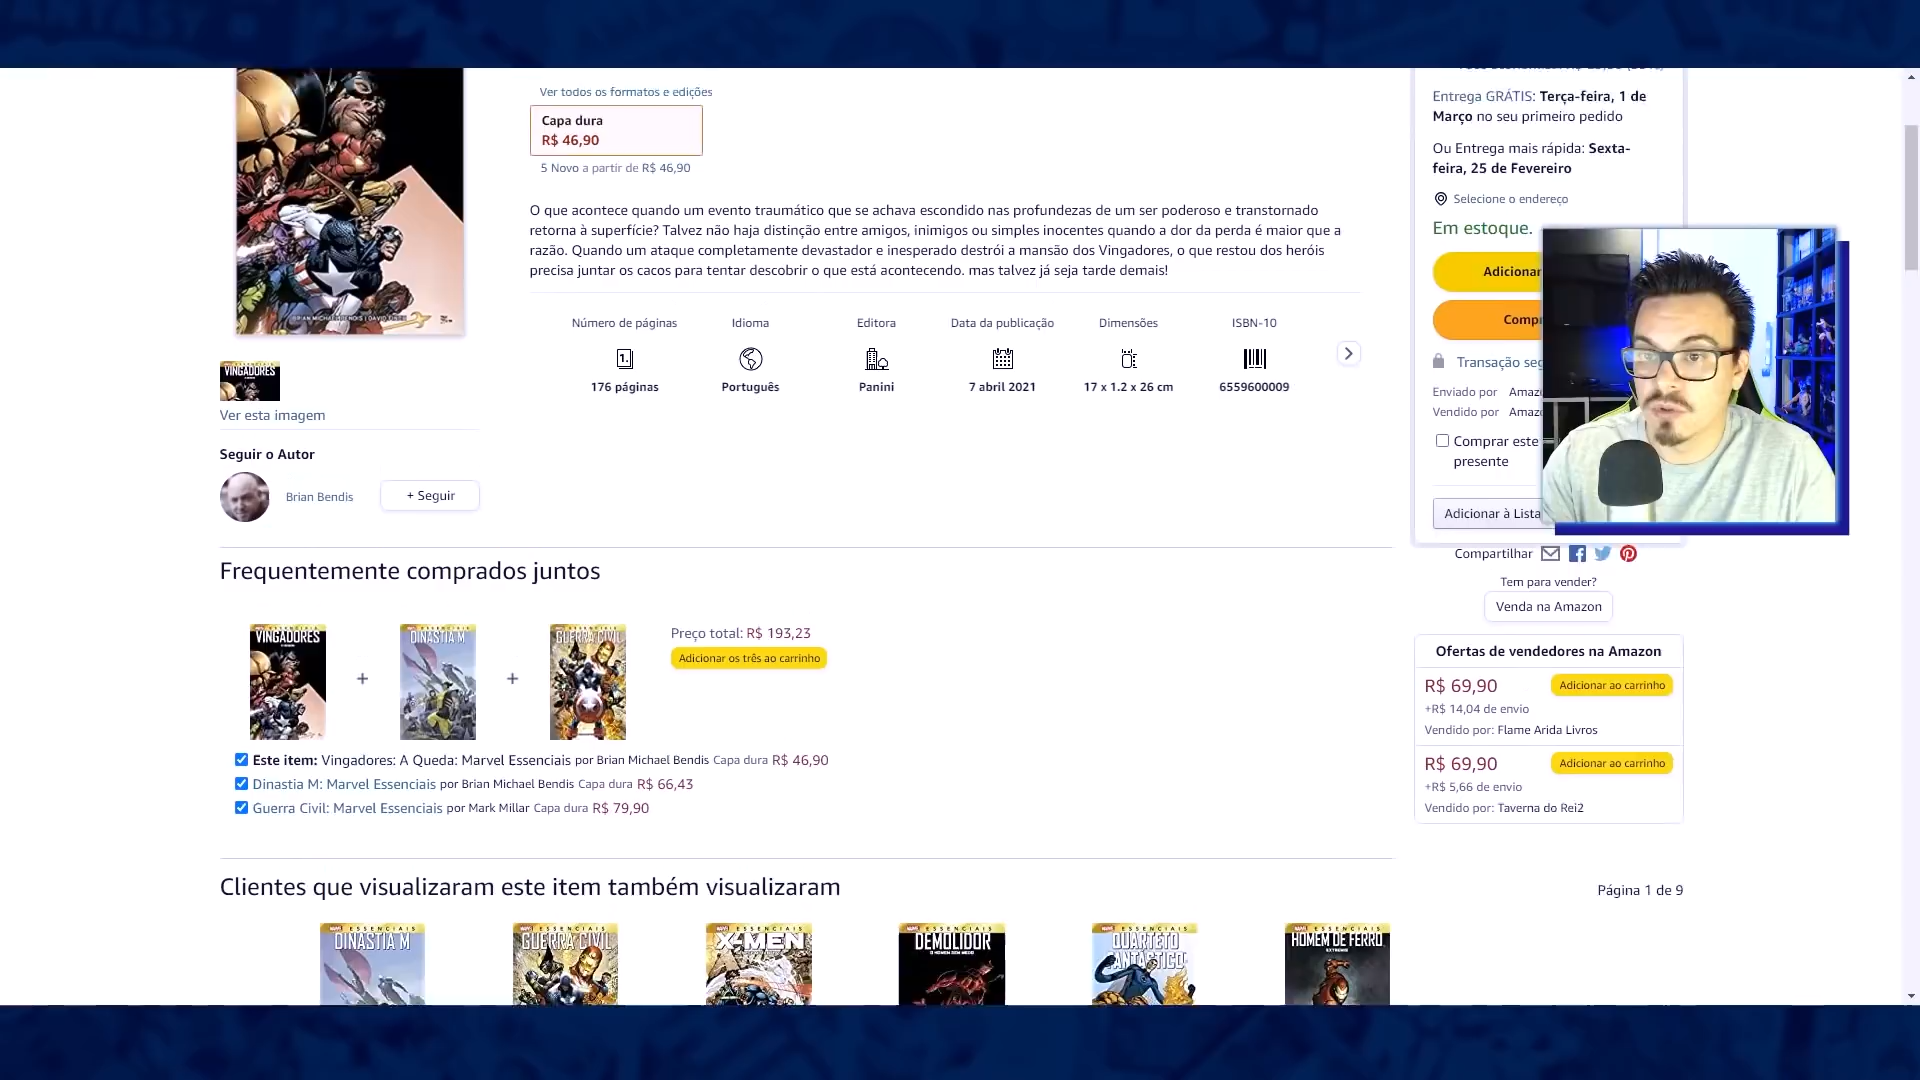 Ver todos os formatos e edições
Capa dura
R$ 46,90
5 Novo a partir de R$ 46,90
O que acontece quando um evento traumático que se achava escondido nas profundezas de um ser poderoso e transtornado
retorna à superfície? Talvez não haja distinção entre amigos, inimigos ou simples inocentes quando a dor da perda é maior que a
razão. Quando um ataque completamente devastador e inesperado destrói a mansão dos Vingadores, o que restou dos heróis
precisa juntar os cacos para tentar descobrir o que está acontecendo. mas talvez já seja tarde demais!
Número de páginas
176 páginas
Idioma
Português
Editora
Panini
Data da publicação
7 abril 2021
Dimensões
17 x 1.2 x 26 cm
ISBN-10
6559600009
VINGADORES
Ver esta imagem
Seguir o Autor
Brian Bendis
+ Seguir
Entrega GRÁTIS: Terça-feira, 1 de
Março no seu primeiro pedido
Ou Entrega mais rápida: Sexta-
feira, 25 de Fevereiro
Selecione o endereço
Em estoque.
Adicionar
Comp
Transação seg
Enviado por Amaz
Vendido por Amaz
Comprar este
presente
Adicionar à Lista
Compartilhar
Tem para vender?
Venda na Amazon
Ofertas de vendedores na Amazon
R$ 69,90
Adicionar ao carrinho
+R$ 14,04 de envio
Vendido por: Flame Arida Livros
R$ 69,90
Adicionar ao carrinho
+R$ 5,66 de envio
Vendido por: Taverna do Rei2
Frequentemente comprados juntos
VINGADORES
+
DINASTIA M
+
GUERRA CIVIL
Preço total: R$ 193,23
Adicionar os três ao carrinho
Este item: Vingadores: A Queda: Marvel Essenciais por Brian Michael Bendis Capa dura R$ 46,90
Dinastia M: Marvel Essenciais por Brian Michael Bendis Capa dura R$ 66,43
Guerra Civil: Marvel Essenciais por Mark Millar Capa dura R$ 79,90
Clientes que visualizaram este item também visualizaram
Página 1 de 9
ESSENCIAIS
DINASTIA M
ESSENCIAIS
GUERRA CIVIL
ESSENCIAIS
X-MEN
ESSENCIAIS
DEMOLIDOR
O HOMEM SEM MEDO
ESSENCIAIS
QUARTETO
FANTÁSTICO
ESSENCIAIS
HOMEM DE FERRO
EXTREMIS